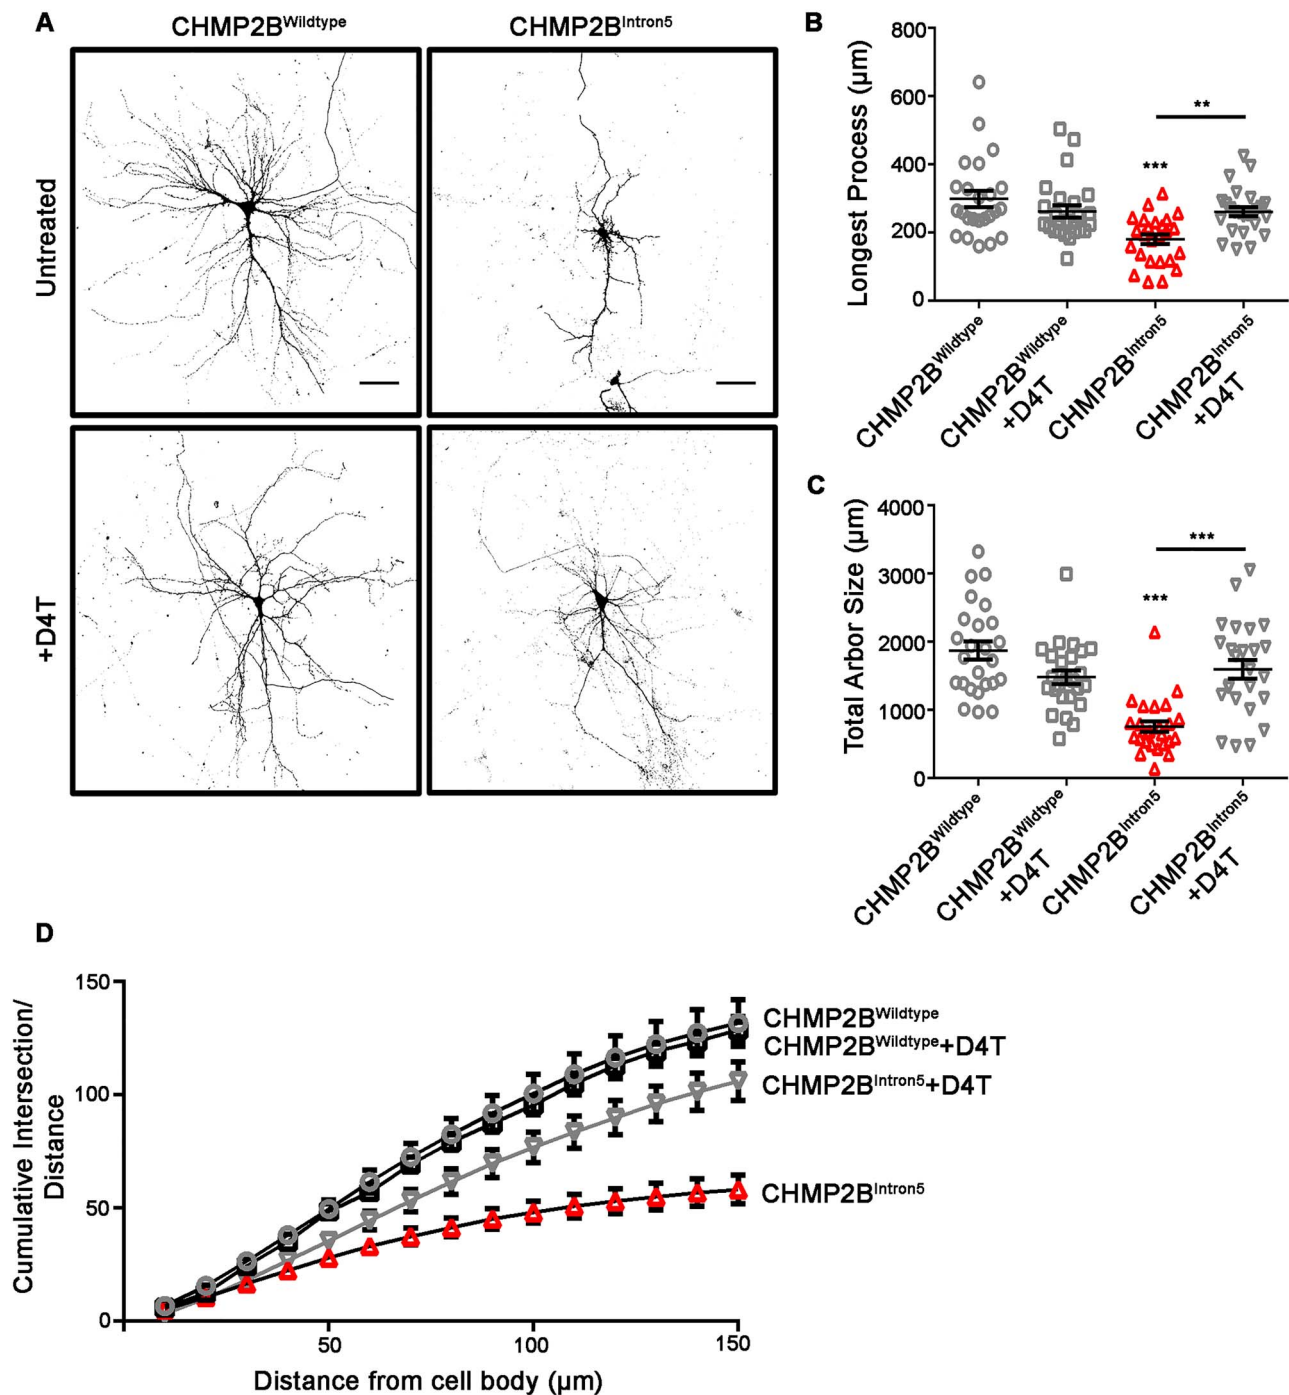 A
CHMP2BWildtype
CHMP2BIntron5
Untreated
+D4T
B
800
600
400
200
0
Longest Process (µm)
**
***
CHMP2BWildtype
CHMP2BWildtype
+D4T
CHMP2BIntron5
CHMP2BIntron5
+D4T
C
4000
3000
2000
1000
0
Total Arbor Size (µm)
***
***
CHMP2BWildtype
CHMP2BWildtype
+D4T
CHMP2BIntron5
CHMP2BIntron5
+D4T
D
150
100
50
0
Cumulative Intersection/
Distance
CHMP2BWildtype
CHMP2BWildtype+D4T
CHMP2BIntron5+D4T
CHMP2BIntron5
50
100
150
Distance from cell body (µm)